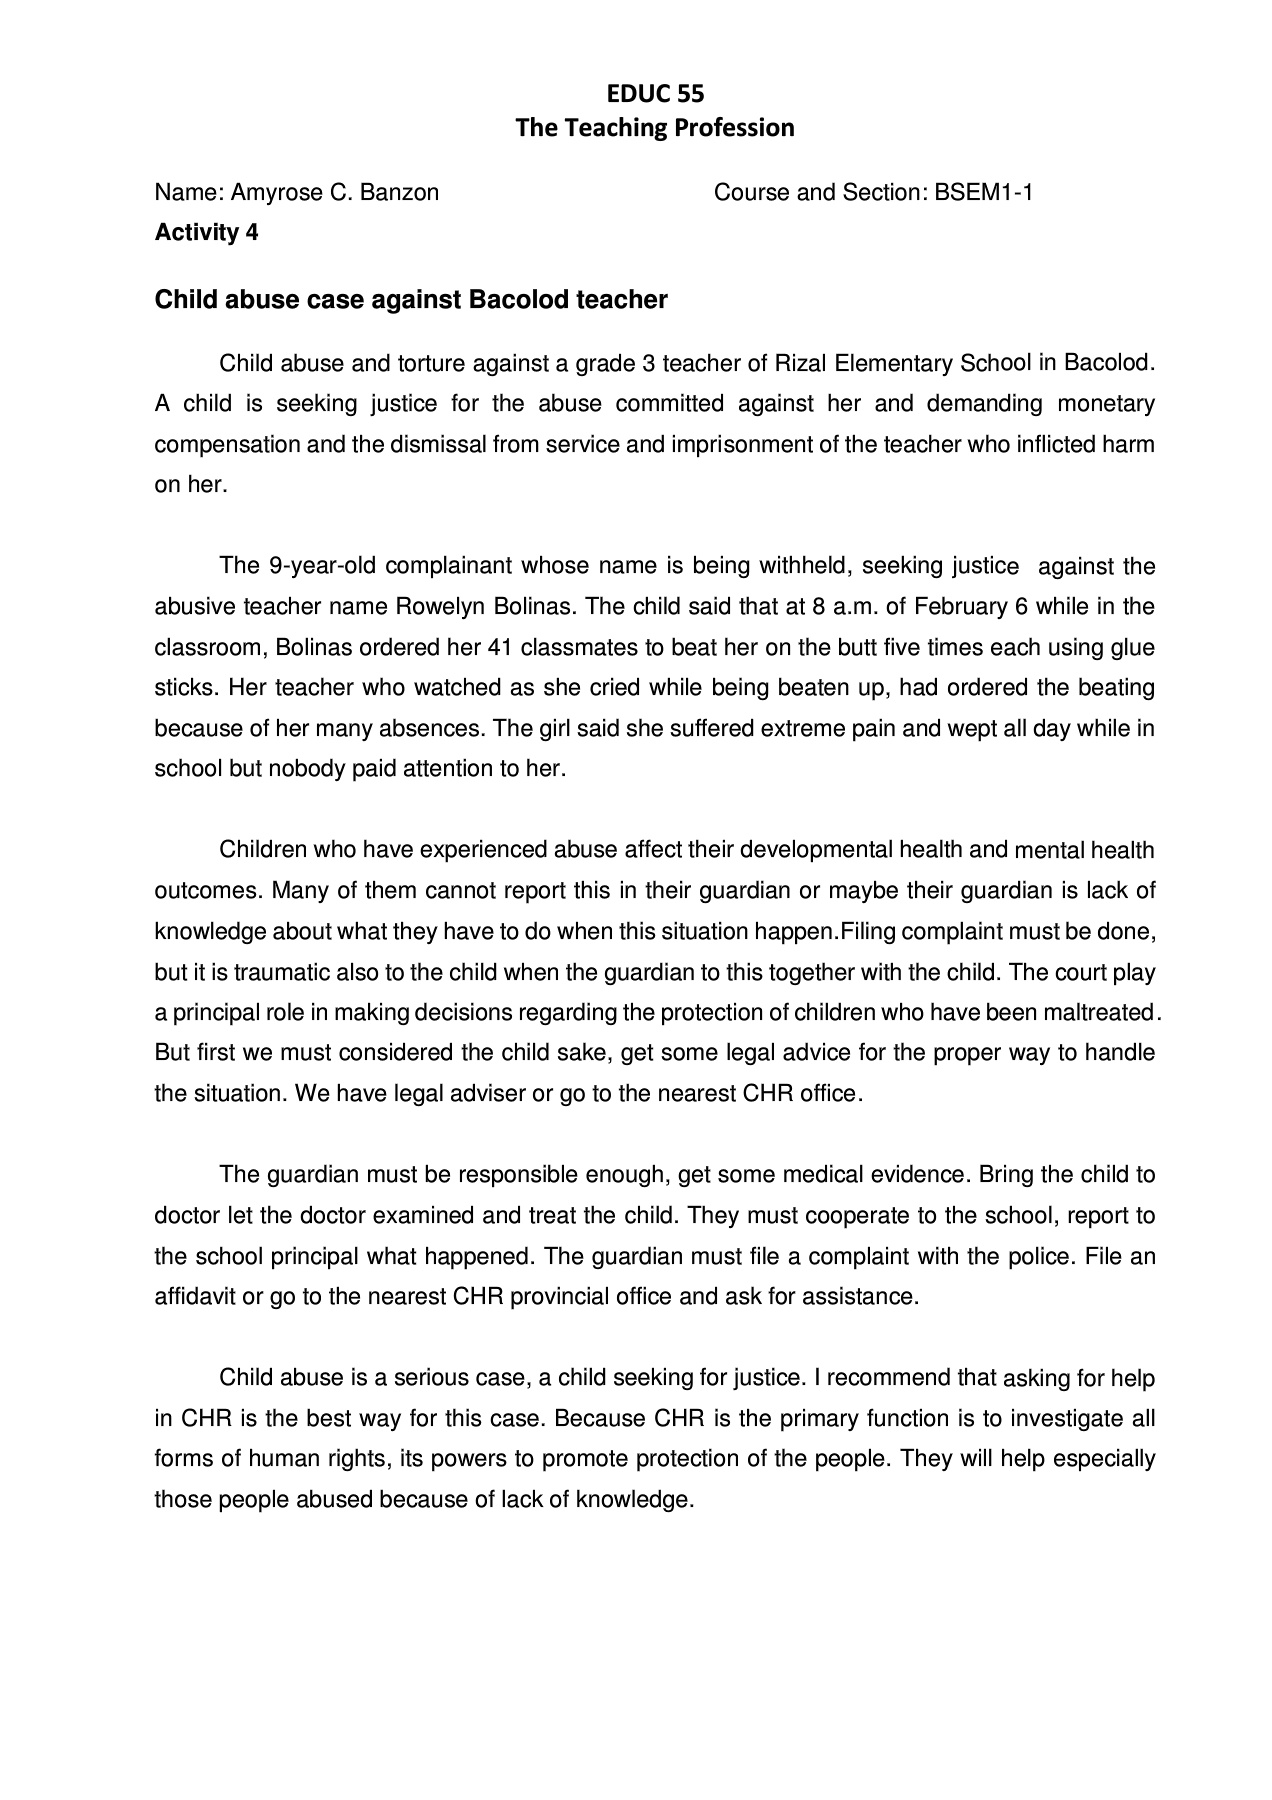 EDUC 55
The Teaching Profession
Name: Amyrose C. Banzon Course and Section: BSEM1-1
Activity 4
Child abuse case against Bacolod teacher
Child abuse and torture against a grade 3 teacher of Rizal Elementary School in Bacolod.
A child is seeking justice for the abuse committed against her and demanding monetary
compensation and the dismissal from service and imprisonment of the teacher who inflicted harm
on her.
The 9-year-old complainant whose name is being withheld, seeking justice against the
abusive teacher name Rowelyn Bolinas. The child said that at 8 a.m. of February 6 while in the
classroom, Bolinas ordered her 41 classmates to beat her on the butt five times each using glue
sticks. Her teacher who watched as she cried while being beaten up, had ordered the beating
because of her many absences. The girl said she suffered extreme pain and wept all day while in
school but nobody paid attention to her.
Children who have experienced abuse affect their developmental health and mental health
outcomes. Many of them cannot report this in their guardian or maybe their guardian is lack of
knowledge about what they have to do when this situation happen.Filing complaint must be done,
but it is traumatic also to the child when the guardian to this together with the child. The court play
a principal role in making decisions regarding the protection of children who have been maltreated.
But first we must considered the child sake, get some legal advice for the proper way to handle
the situation. We have legal adviser or go to the nearest CHR office.
The guardian must be responsible enough, get some medical evidence. Bring the child to
doctor let the doctor examined and treat the child. They must cooperate to the school, report to
the school principal what happened. The guardian must file a complaint with the police. File an
affidavit or go to the nearest CHR provincial office and ask for assistance.
Child abuse is a serious case, a child seeking for justice. I recommend that asking for help
in CHR is the best way for this case. Because CHR is the primary function is to investigate all
forms of human rights, its powers to promote protection of the people. They will help especially
those people abused because of lack of knowledge.